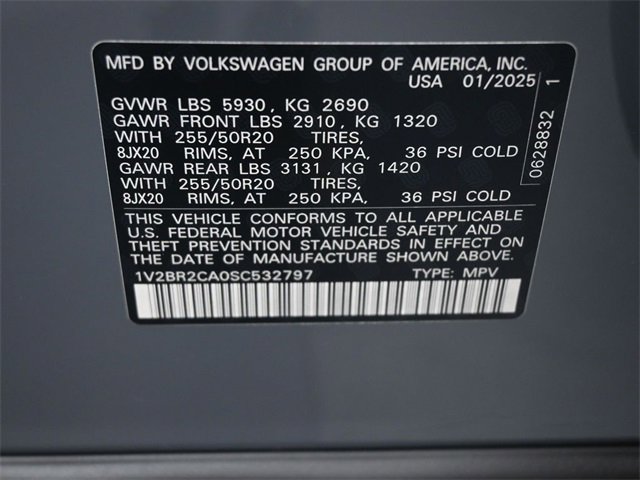 MFD BY VOLKSWAGEN GROUP OF AMERICA, INC.
USA 01/2025
GVWR LBS 5930, KG 2690
GAWR FRONT LBS 2910, KG 1320
WITH 255/50R20 TIRES,
8JX20 RIMS, AT 250 KPA, 36 PSI COLD
GAWR REAR LBS 3131, KG 1420
WITH 255/50R20 TIRES,
8JX20 RIMS, AT 250 KPA, 36 PSI COLD
THIS VEHICLE CONFORMS TO ALL APPLICABLE
U.S. FEDERAL MOTOR VEHICLE SAFETY AND
THEFT PREVENTION STANDARDS IN EFFECT ON
THE DATE OF MANUFACTURE SHOWN ABOVE.
1V2BR2CA0SC532797 TYPE: MPV
0628832 1